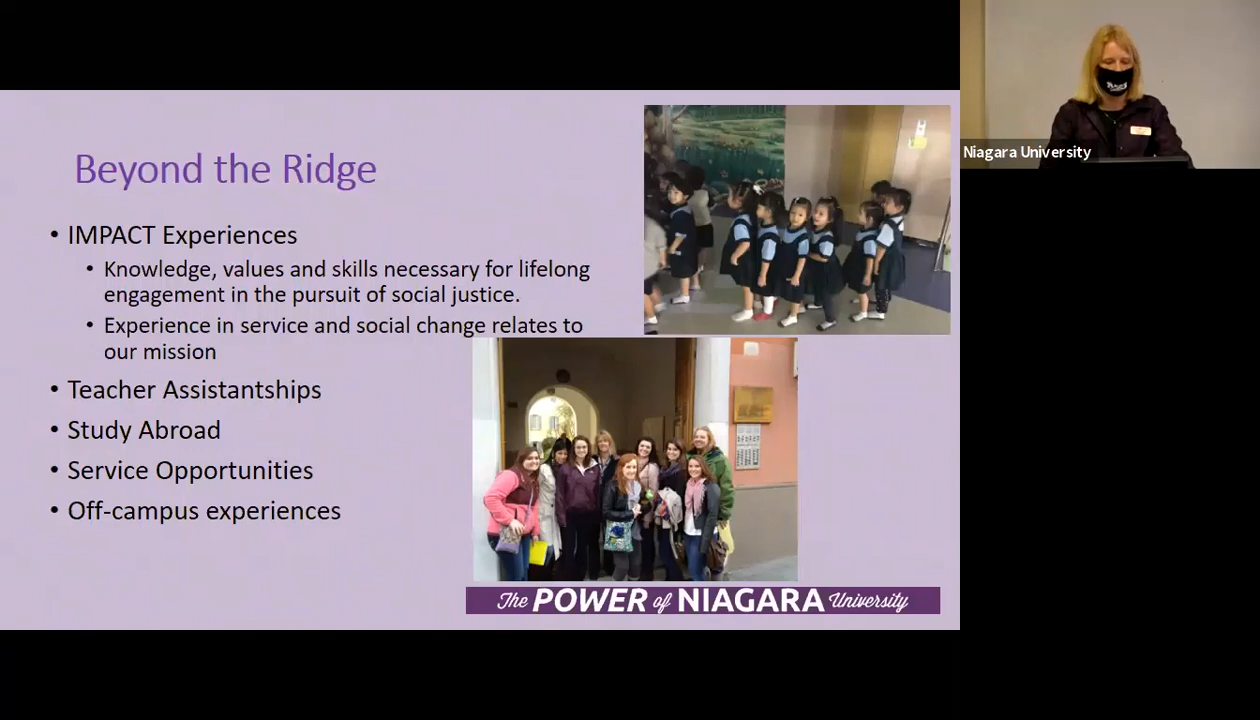 Beyond the Ridge
• IMPACT Experiences
• Knowledge, values and skills necessary for lifelong
engagement in the pursuit of social justice.
• Experience in service and social change relates to
our mission
• Teacher Assistantships
• Study Abroad
• Service Opportunities
• Off-campus experiences
The POWER of NIAGARA University
Niagara University